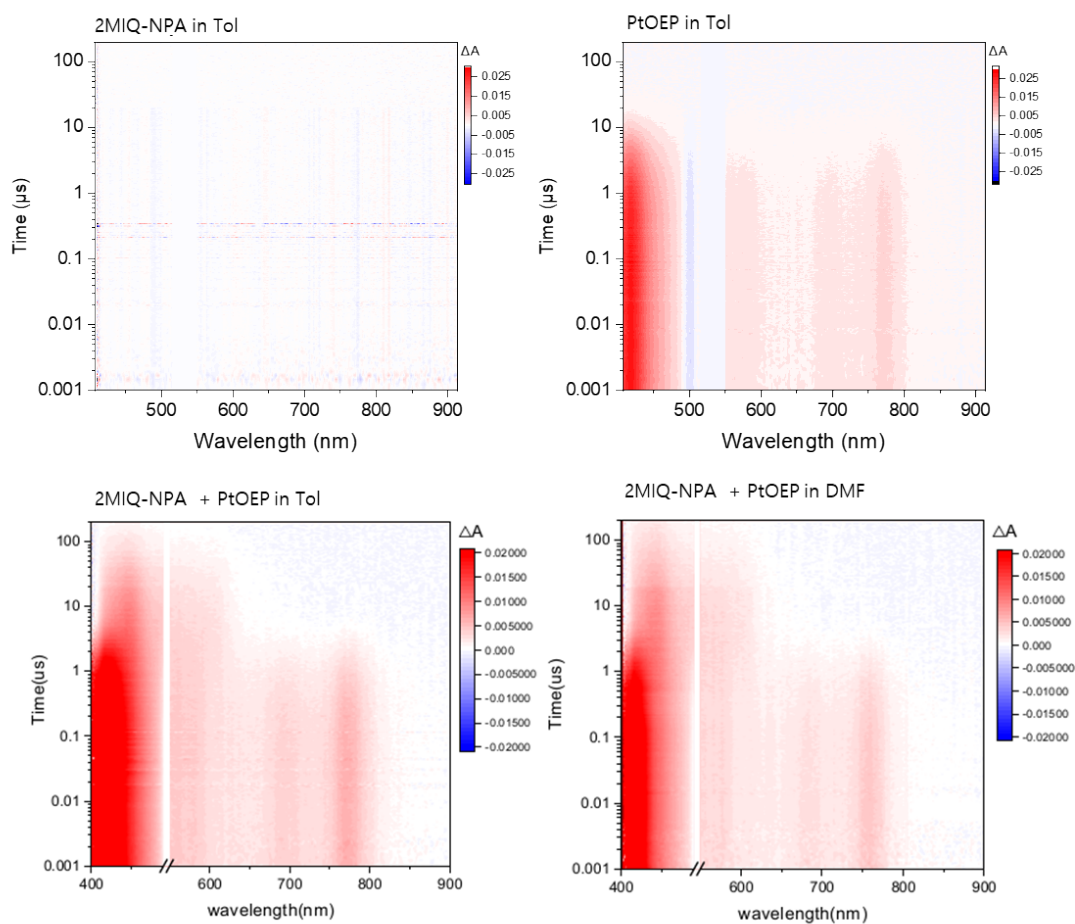 2MIQ-NPA in Tol
ΔA
100
10
1
0.1
0.01
0.001
Time (µs)
0.025
0.015
0.005
-0.005
-0.015
-0.025
500 600 700 800 900
Wavelength (nm)
PtOEP in Tol
ΔA
100
10
1
0.1
0.01
0.001
Time (µs)
0.025
0.015
0.005
-0.005
-0.015
-0.025
500 600 700 800 900
Wavelength (nm)
2MIQ-NPA + PtOEP in Tol
△A
100
10
1
0.1
0.01
0.001
Time(us)
0.02000
0.01500
0.01000
0.005000
0.000
-0.005000
-0.01000
-0.01500
-0.02000
400 600 700 800 900
wavelength(nm)
2MIQ-NPA + PtOEP in DMF
△A
100
10
1
0.1
0.01
0.001
Time(us)
0.02000
0.01500
0.01000
0.005000
0.000
-0.005000
-0.01000
-0.01500
-0.02000
400 600 700 800 900
wavelength(nm)